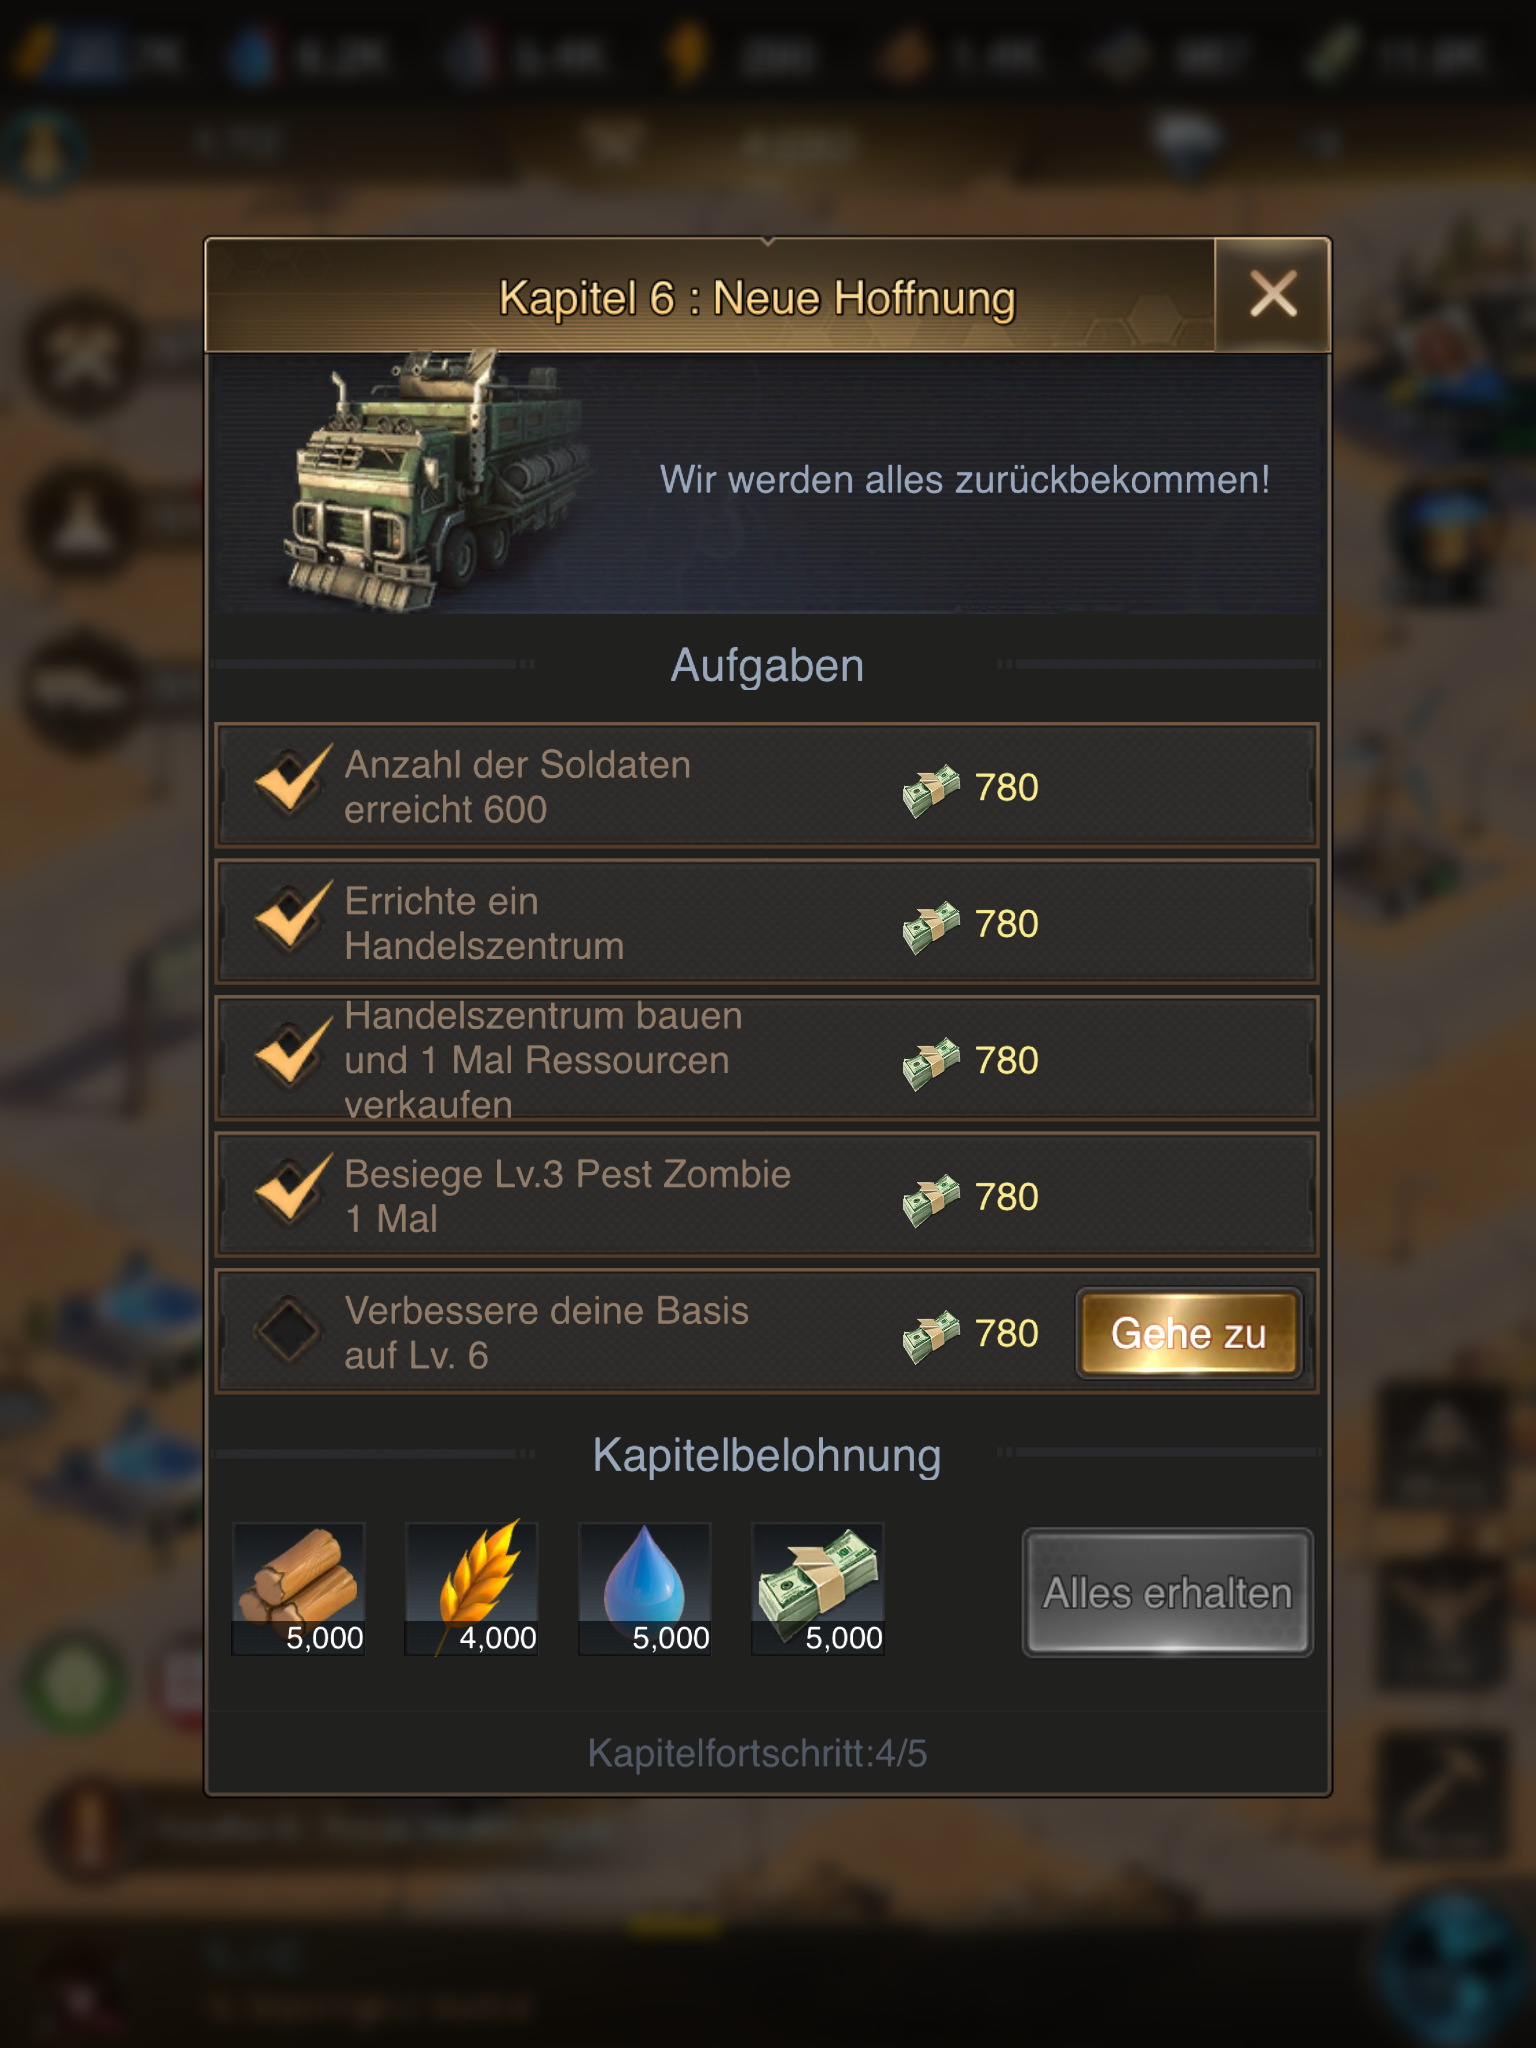 Kapitel 6 : Neue Hoffnung
Wir werden alles zurückbekommen!
Aufgaben
Anzahl der Soldaten
erreicht 600
780
Errichte ein
Handelszentrum
780
Handelszentrum bauen
und 1 Mal Ressourcen
verkaufen
780
Besiege Lv.3 Pest Zombie
1 Mal
780
Verbessere deine Basis
auf Lv. 6
780
Gehe zu
Kapitelbelohnung
5,000
4,000
5,000
5,000
Alles erhalten
Kapitelfortschritt:4/5